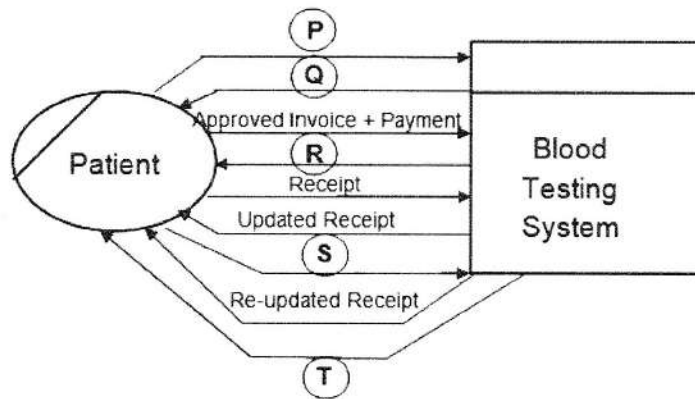 P
Q
Approved Invoice + Payment
R
Receipt
Updated Receipt
S
Re-updated Receipt
T
Patient
Blood
Testing
System